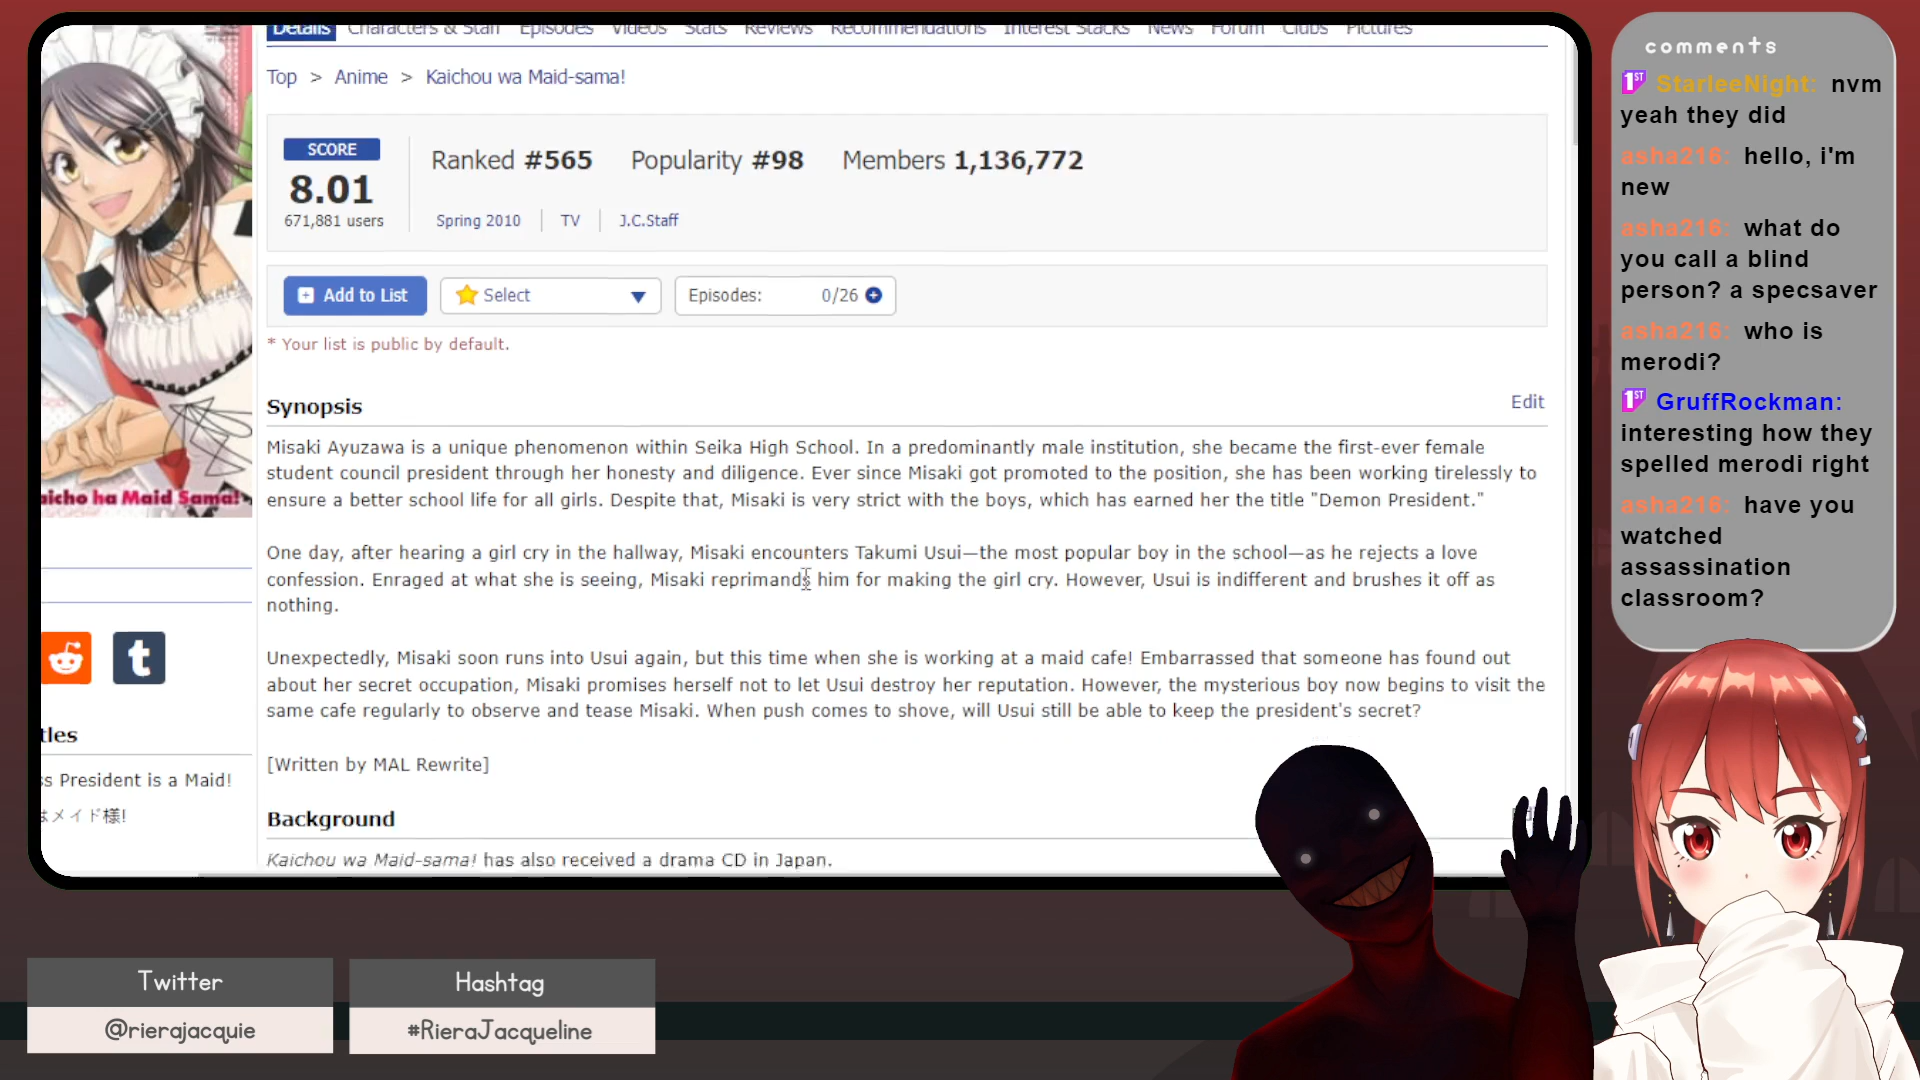 Details Characters & Staff Episodes Videos Stats Reviews Recommendations Interest Stacks News Forum Clubs Pictures
Top > Anime > Kaichou wa Maid-sama!
SCORE
8.01
671,881 users
Ranked #565 Popularity #98 Members 1,136,772
Spring 2010 TV J.C.Staff
Add to List
Select
Episodes: 0/26
* Your list is public by default.
Synopsis
Edit
Misaki Ayuzawa is a unique phenomenon within Seika High School. In a predominantly male institution, she became the first-ever female
student council president through her honesty and diligence. Ever since Misaki got promoted to the position, she has been working tirelessly to
ensure a better school life for all girls. Despite that, Misaki is very strict with the boys, which has earned her the title "Demon President."
One day, after hearing a girl cry in the hallway, Misaki encounters Takumi Usui—the most popular boy in the school—as he rejects a love
confession. Enraged at what she is seeing, Misaki reprimands him for making the girl cry. However, Usui is indifferent and brushes it off as
nothing.
Unexpectedly, Misaki soon runs into Usui again, but this time when she is working at a maid cafe! Embarrassed that someone has found out
about her secret occupation, Misaki promises herself not to let Usui destroy her reputation. However, the mysterious boy now begins to visit the
same cafe regularly to observe and tease Misaki. When push comes to shove, will Usui still be able to keep the president's secret?
[Written by MAL Rewrite]
Background
Kaichou wa Maid-sama! has also received a drama CD in Japan.
aicho ha Maid Sama!
tles
s President is a Maid!
はメイド様!
comments
1ST StarleeNight: nvm
yeah they did
asha216: hello, i'm
new
asha216: what do
you call a blind
person? a specsaver
asha216: who is
merodi?
1ST GruffRockman:
interesting how they
spelled merodi right
asha216: have you
watched
assassination
classroom?
Twitter
@rierajacquie
Hashtag
#RieraJacqueline